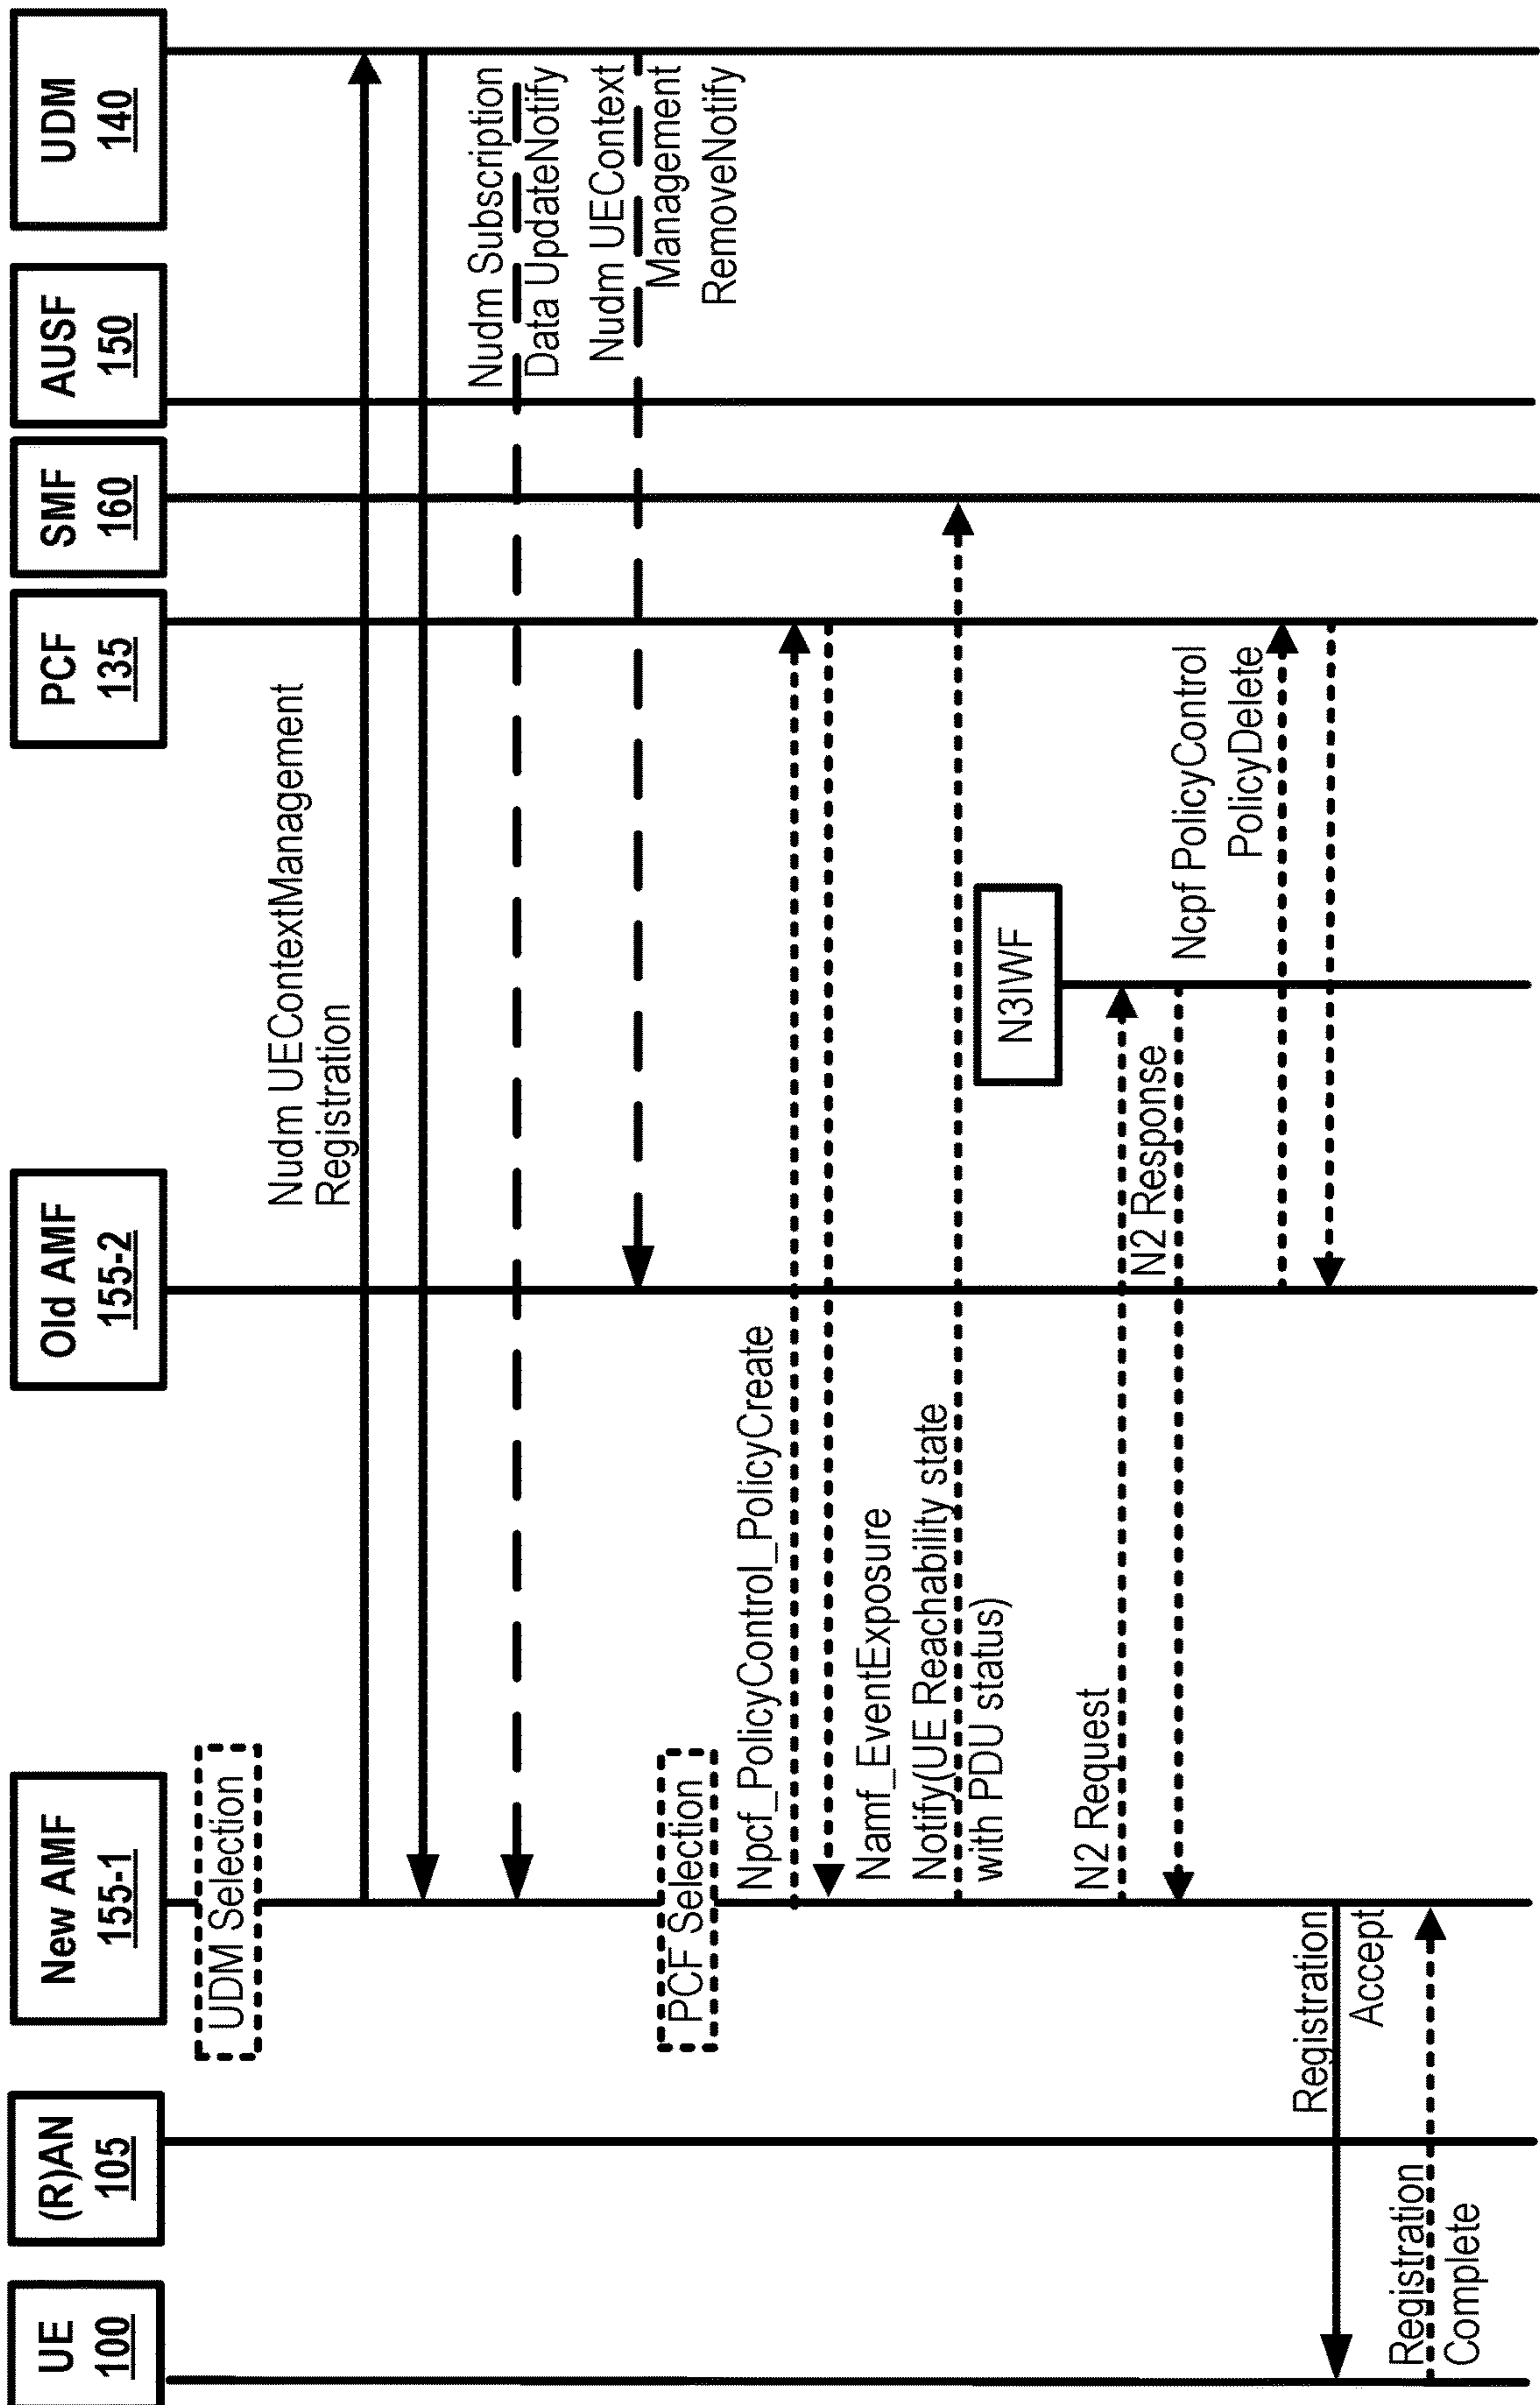 UE
100
(R)AN
105
New AMF
155-1
Old AMF
155-2
PCF
135
SMF
160
AUSF
150
UDM
140
UDM Selection
Nudm UEContextManagement
Registration
Nudm Subscription
Data UpdateNotify
Nudm UEContext
Management
RemoveNotify
PCF Selection
Npcf_PolicyControl_PolicyCreate
Namf_EventExposure
Notify(UE Reachability state
with PDU status)
N3IWF
N2 Request
N2 Response
Ncpf PolicyControl
PolicyDelete
Registration
Accept
Registration
Complete